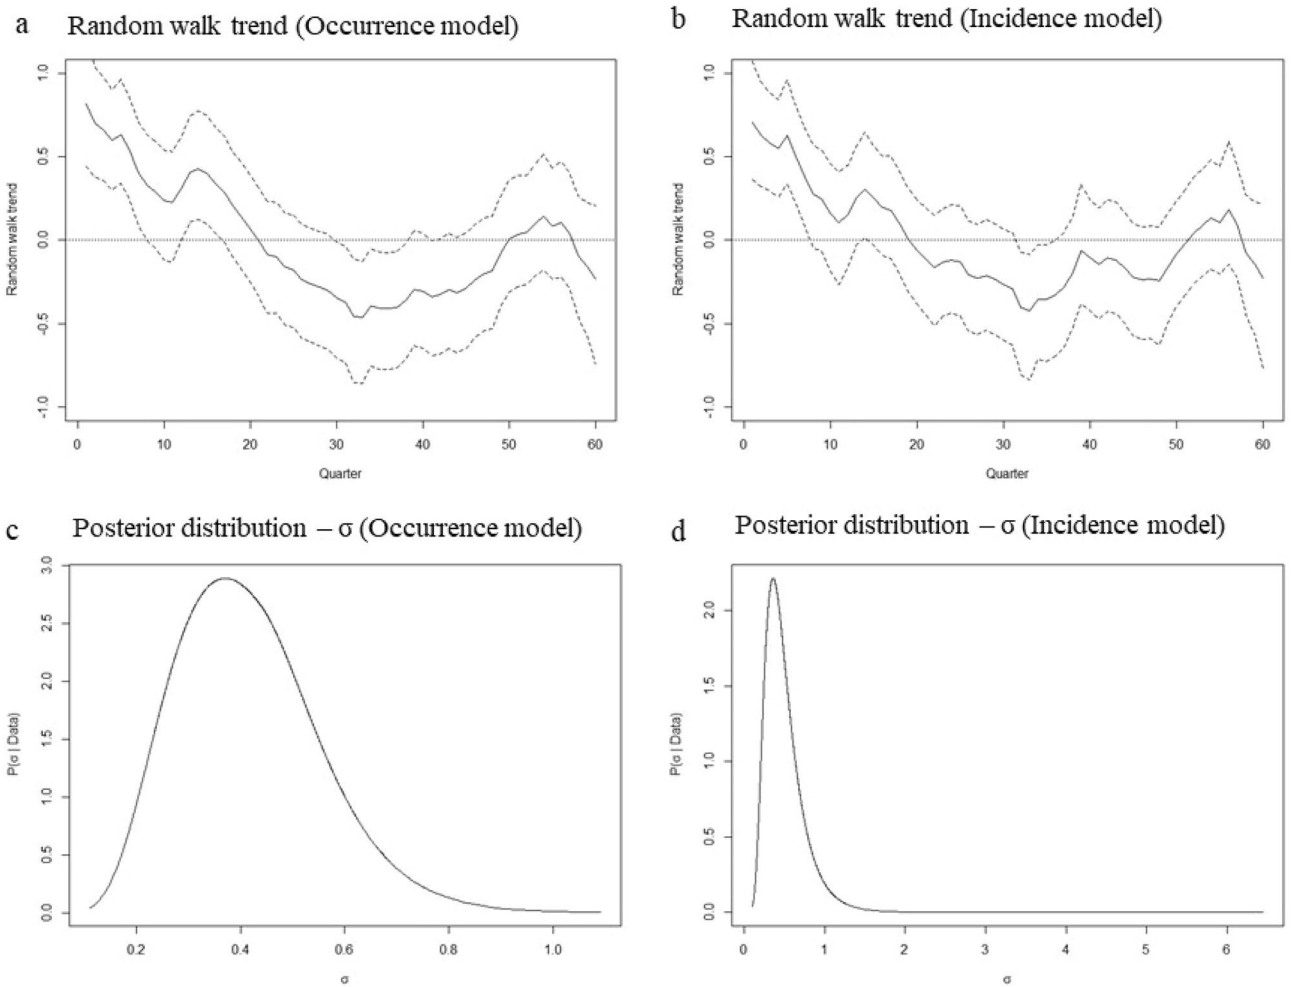 a Random walk trend (Occurrence model)
Random walk trend
1.0
0.5
0.0
-0.5
-1.0
0 10 20 30 40 50 60
Quarter
b Random walk trend (Incidence model)
Random walk trend
1.0
0.5
0.0
-0.5
-1.0
0 10 20 30 40 50 60
Quarter
c Posterior distribution – σ (Occurrence model)
P(σ | Data)
3.0
2.5
2.0
1.5
1.0
0.5
0.0
0.2 0.4 0.6 0.8 1.0
σ
d Posterior distribution – σ (Incidence model)
P(σ | Data)
2.0
1.5
1.0
0.5
0.0
0 1 2 3 4 5 6
σ